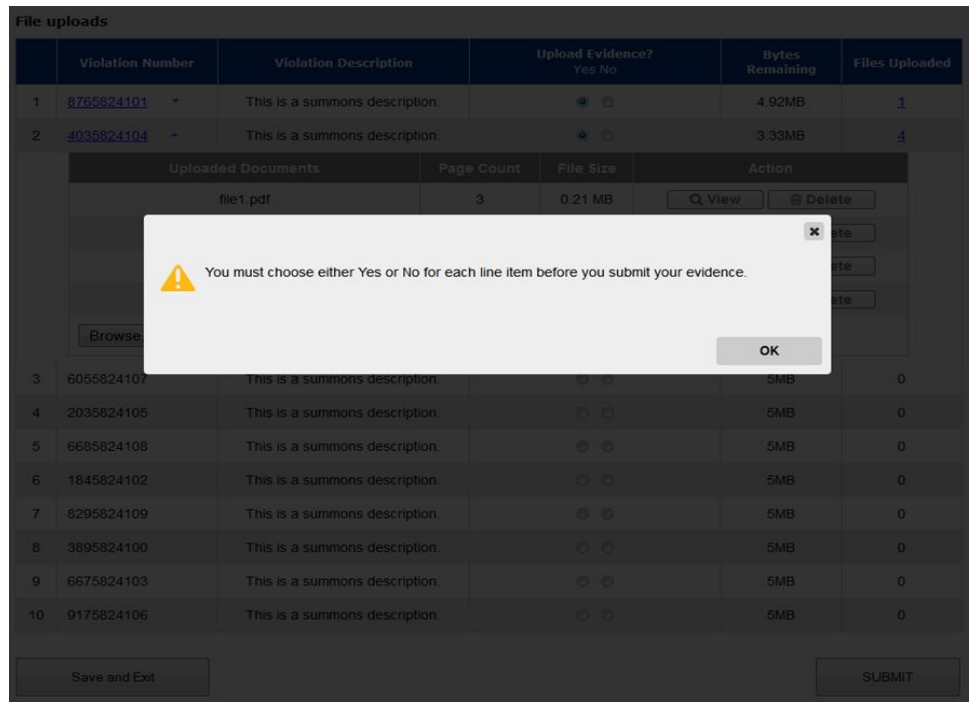 File uploads
Violation Number Violation Description Upload Evidence? Bytes Files Uploaded
Yes No Remaining
1 8765824101 This is a summons description. 4.92MB 1
2 4035824104 This is a summons description. 3.33MB 4
Uploaded Documents Page Count File Size Action
file1.pdf 3 0.21 MB View Delete
ete
You must choose either Yes or No for each line item before you submit your evidence.
ete
ete
Browse.
OK
3 6055824107 This is a summons description. 5MB 0
4 2035824105 This is a summons description. 5MB 0
5 6685824108 This is a summons description. 5MB 0
6 1845824102 This is a summons description. 5MB 0
7 8295824109 This is a summons description. 5MB 0
8 3895824100 This is a summons description. 5MB 0
9 6675824103 This is a summons description. 5MB 0
10 9175824106 This is a summons description. 5MB 0
Save and Exit SUBMIT